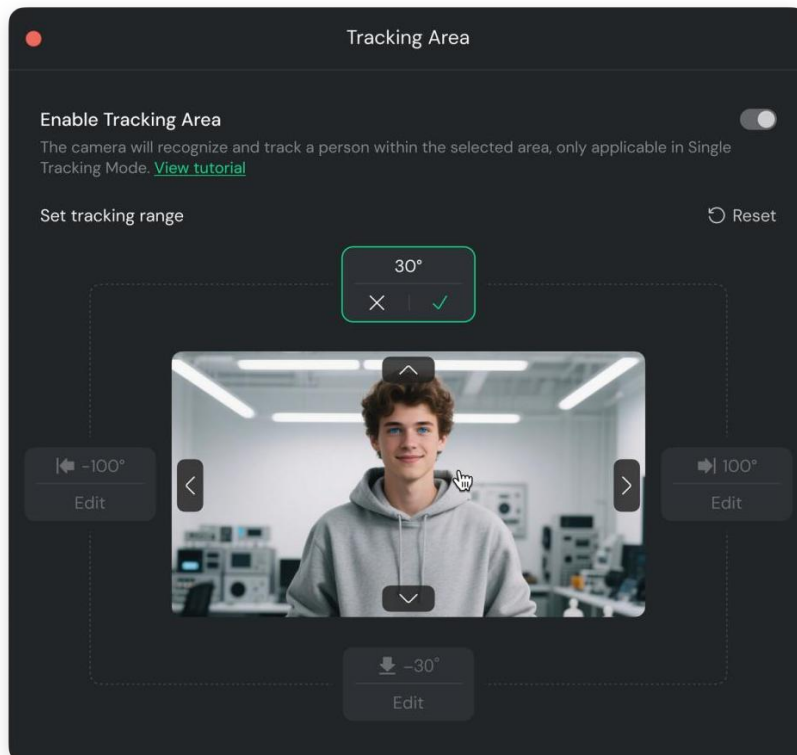 Tracking Area
Enable Tracking Area
The camera will recognize and track a person within the selected area, only applicable in Single
Tracking Mode. View tutorial
Set tracking range
Reset
30°
-100°
Edit
100°
Edit
-30°
Edit